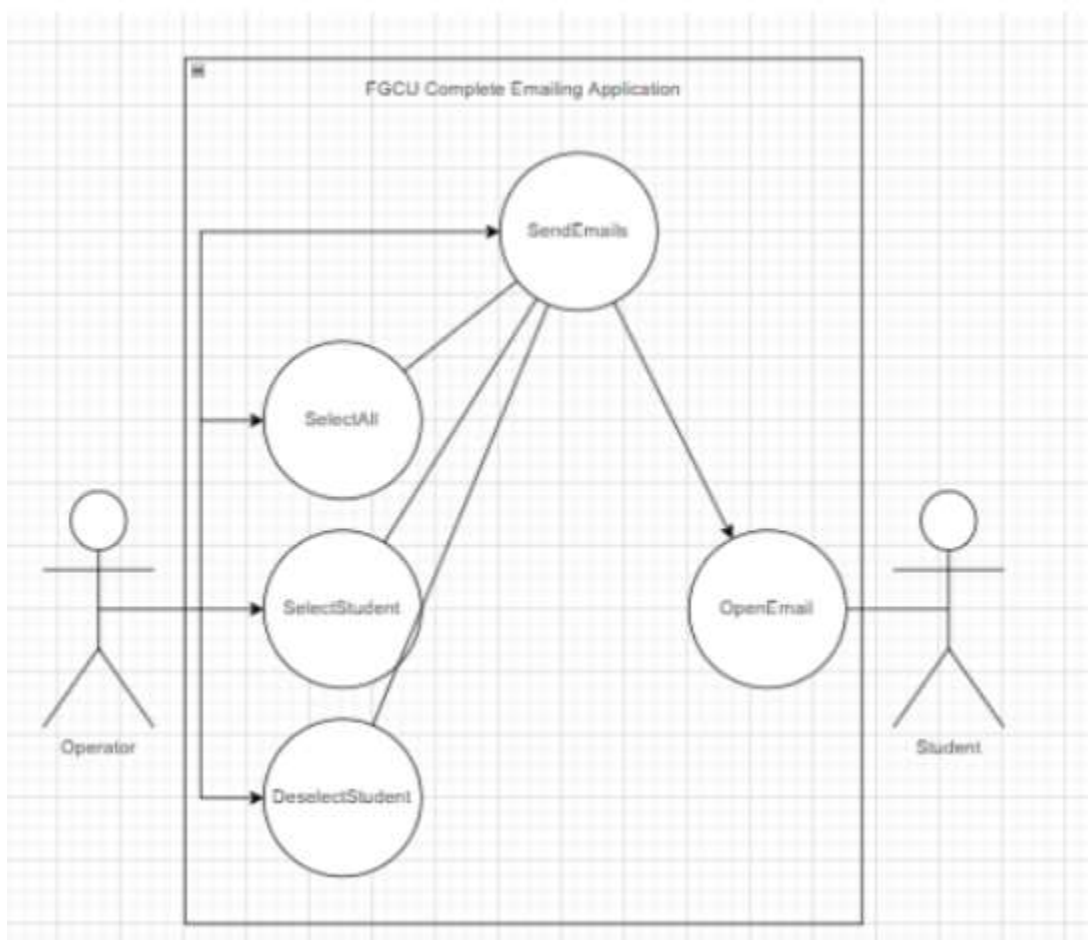 FGCU Complete Emailing Application
SendEmails
SelectAll
SelectStudent
OpenEmail
Operator
Student
DeselectStudent